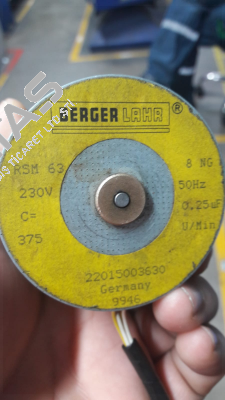 BERGER LAHR ®
RSM 63 8 NG
230V 50Hz
C= 0.25uF
375 U/Min
22015003630
Germany
9946